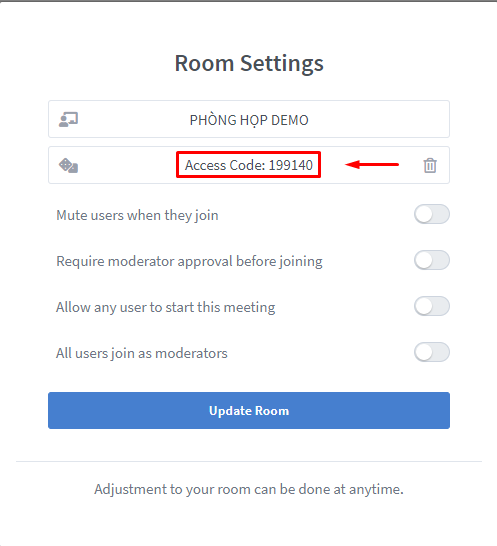 Room Settings
PHÒNG HỌP DEMO
Access Code: 199140
Mute users when they join
Require moderator approval before joining
Allow any user to start this meeting
All users join as moderators
Update Room
Adjustment to your room can be done at anytime.